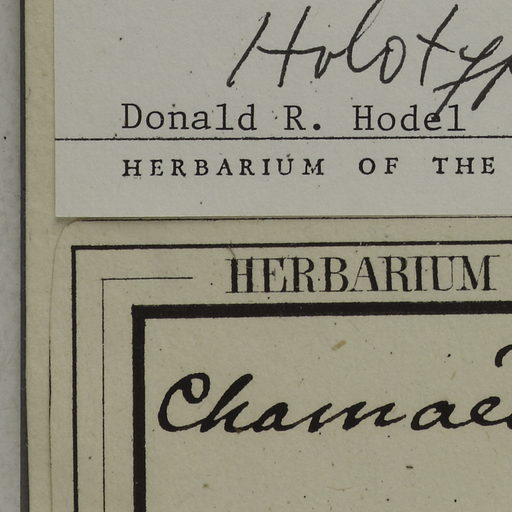 Holotyp
Donald R. Hodel
HERBARIUM OF THE
HERBARIUM
Chamae